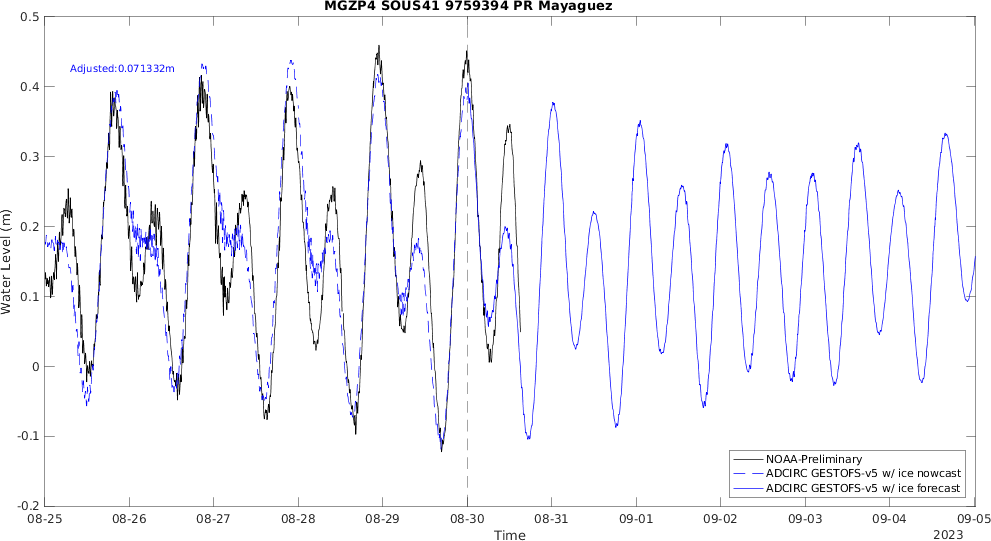 MGZP4 SOUS41 9759394 PR Mayaguez
0.5
Adjusted:0.071332m
0.4
0.3
0.2
0.1
0
-0.1
-0.2
Water Level (m)
NOAA-Preliminary
ADCIRC GESTOFS-v5 w/ ice nowcast
ADCIRC GESTOFS-v5 w/ ice forecast
08-25 08-26 08-27 08-28 08-29 08-30 08-31 09-01 09-02 09-03 09-04 09-05
Time
2023